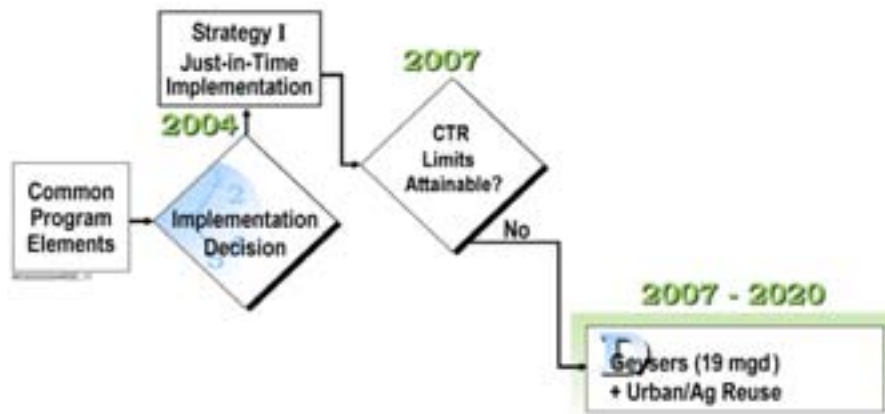 Strategy I
Just-in-Time
Implementation
2004
2007
CTR
Limits
Attainable?
Common
Program
Elements
Implementation
Decision
No
2007 - 2020
D
Geysers (19 mgd)
+ Urban/Ag Reuse